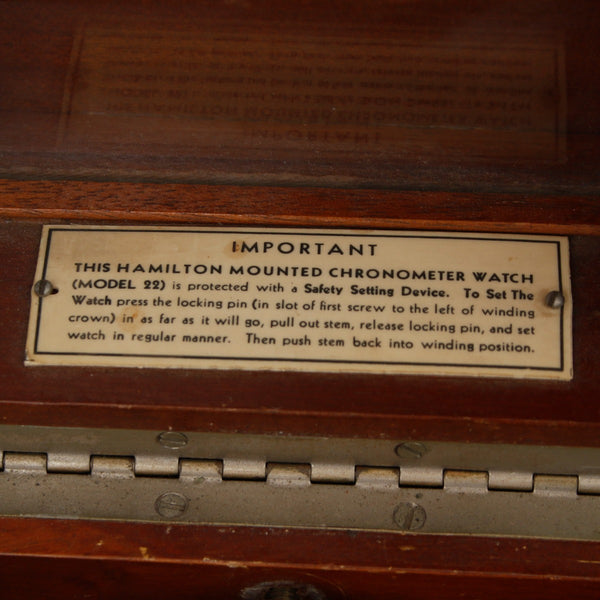 IMPORTANT
THIS HAMILTON MOUNTED CHRONOMETER WATCH
(MODEL 22) is protected with a Safety Setting Device. To Set The
Watch press the locking pin (in slot of first screw to the left of winding
crown) in as far as it will go, pull out stem, release locking pin, and set
watch in regular manner. Then push stem back into winding position.